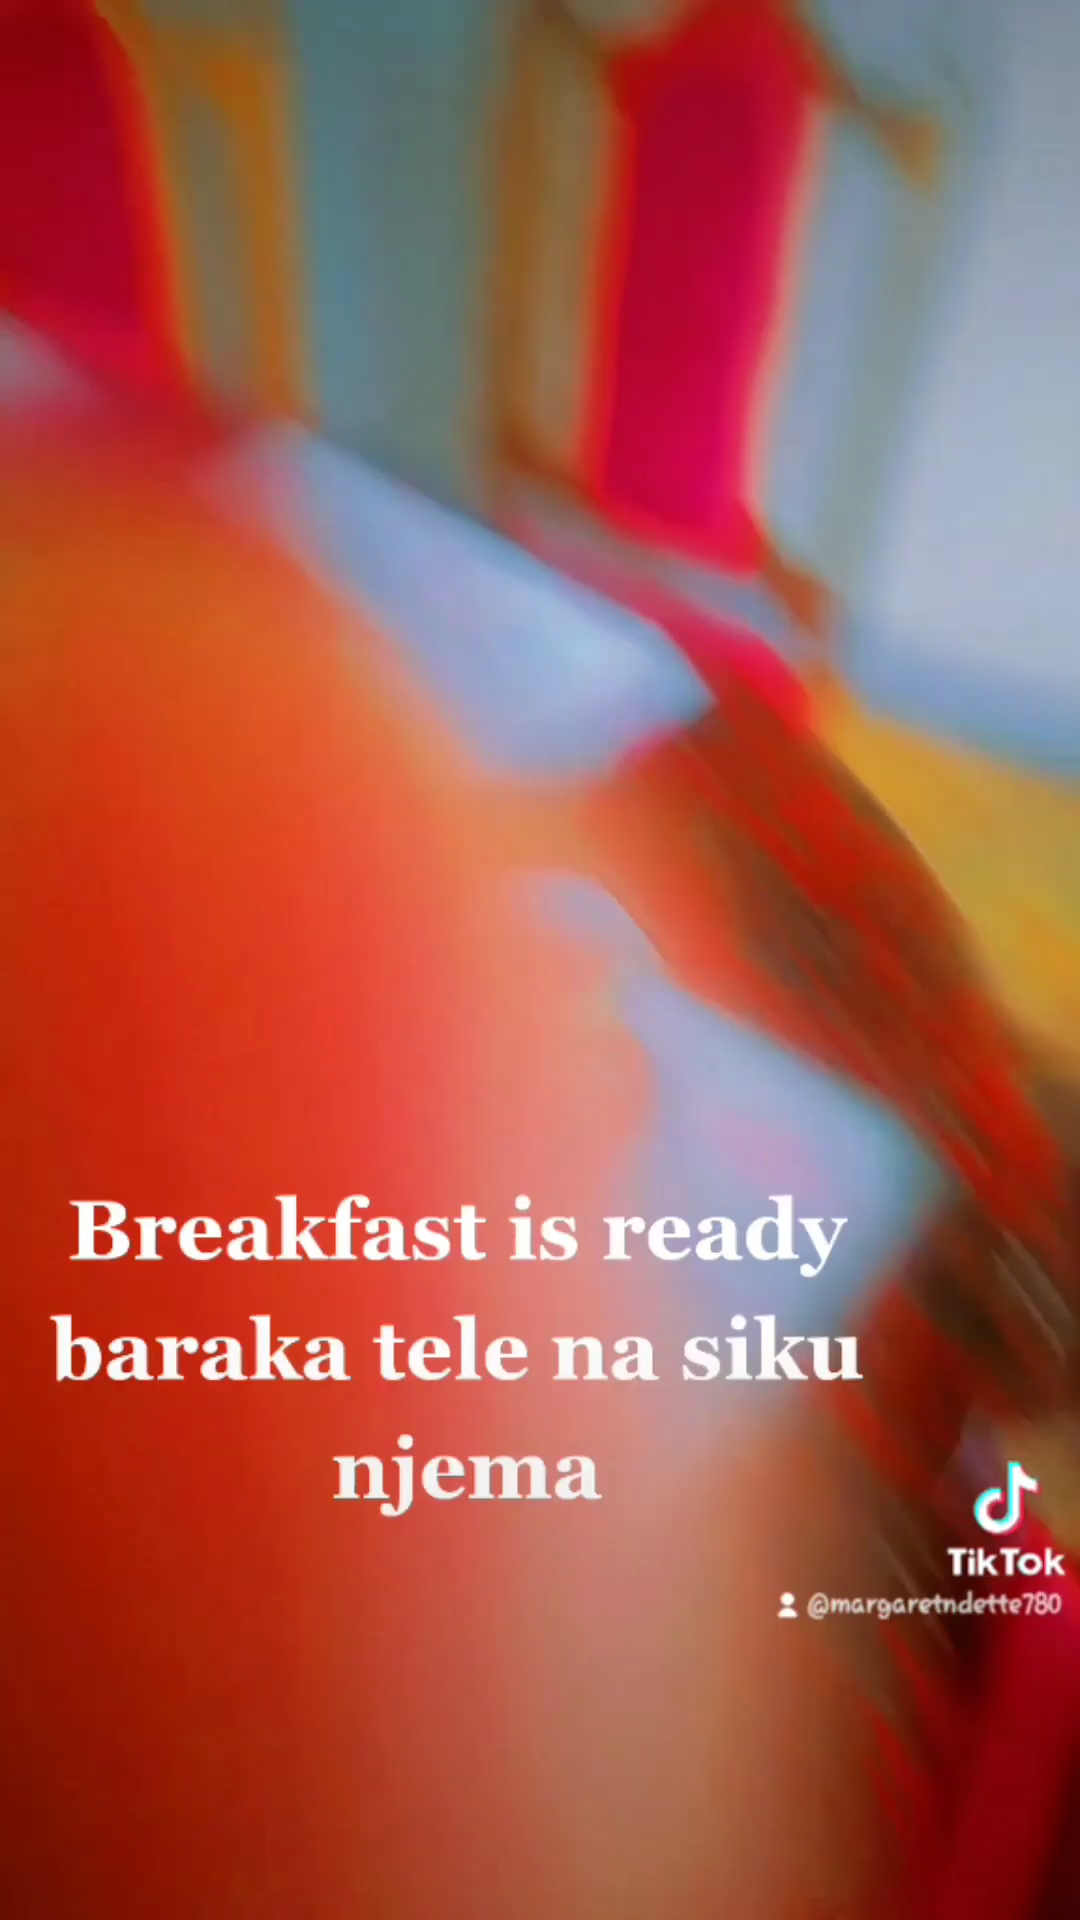 Breakfast is ready
baraka tele na siku
njema
TikTok
@margaretndette780